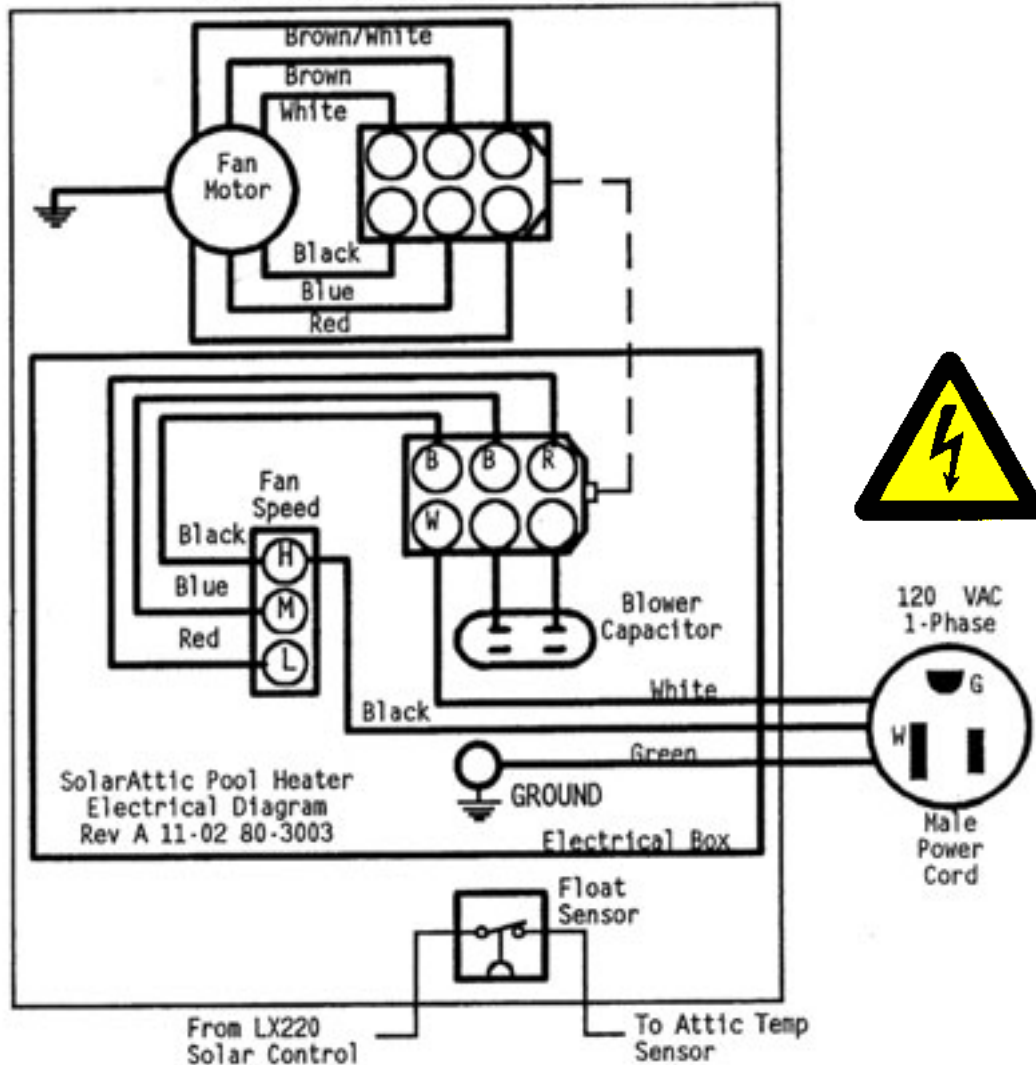 Brown/White
Brown
White
Fan
Motor
Black
Blue
Red
B B R
W
Fan
Speed
Black
H
Blue
M
Red
L
Blower
Capacitor
120 VAC
1-Phase
White
G
Black
W
Green
SolarAttic Pool Heater
Electrical Diagram
Rev A 11-02 80-3003
GROUND
Electrical Box
Male
Power
Cord
Float
Sensor
From LX220
Solar Control
To Attic Temp
Sensor